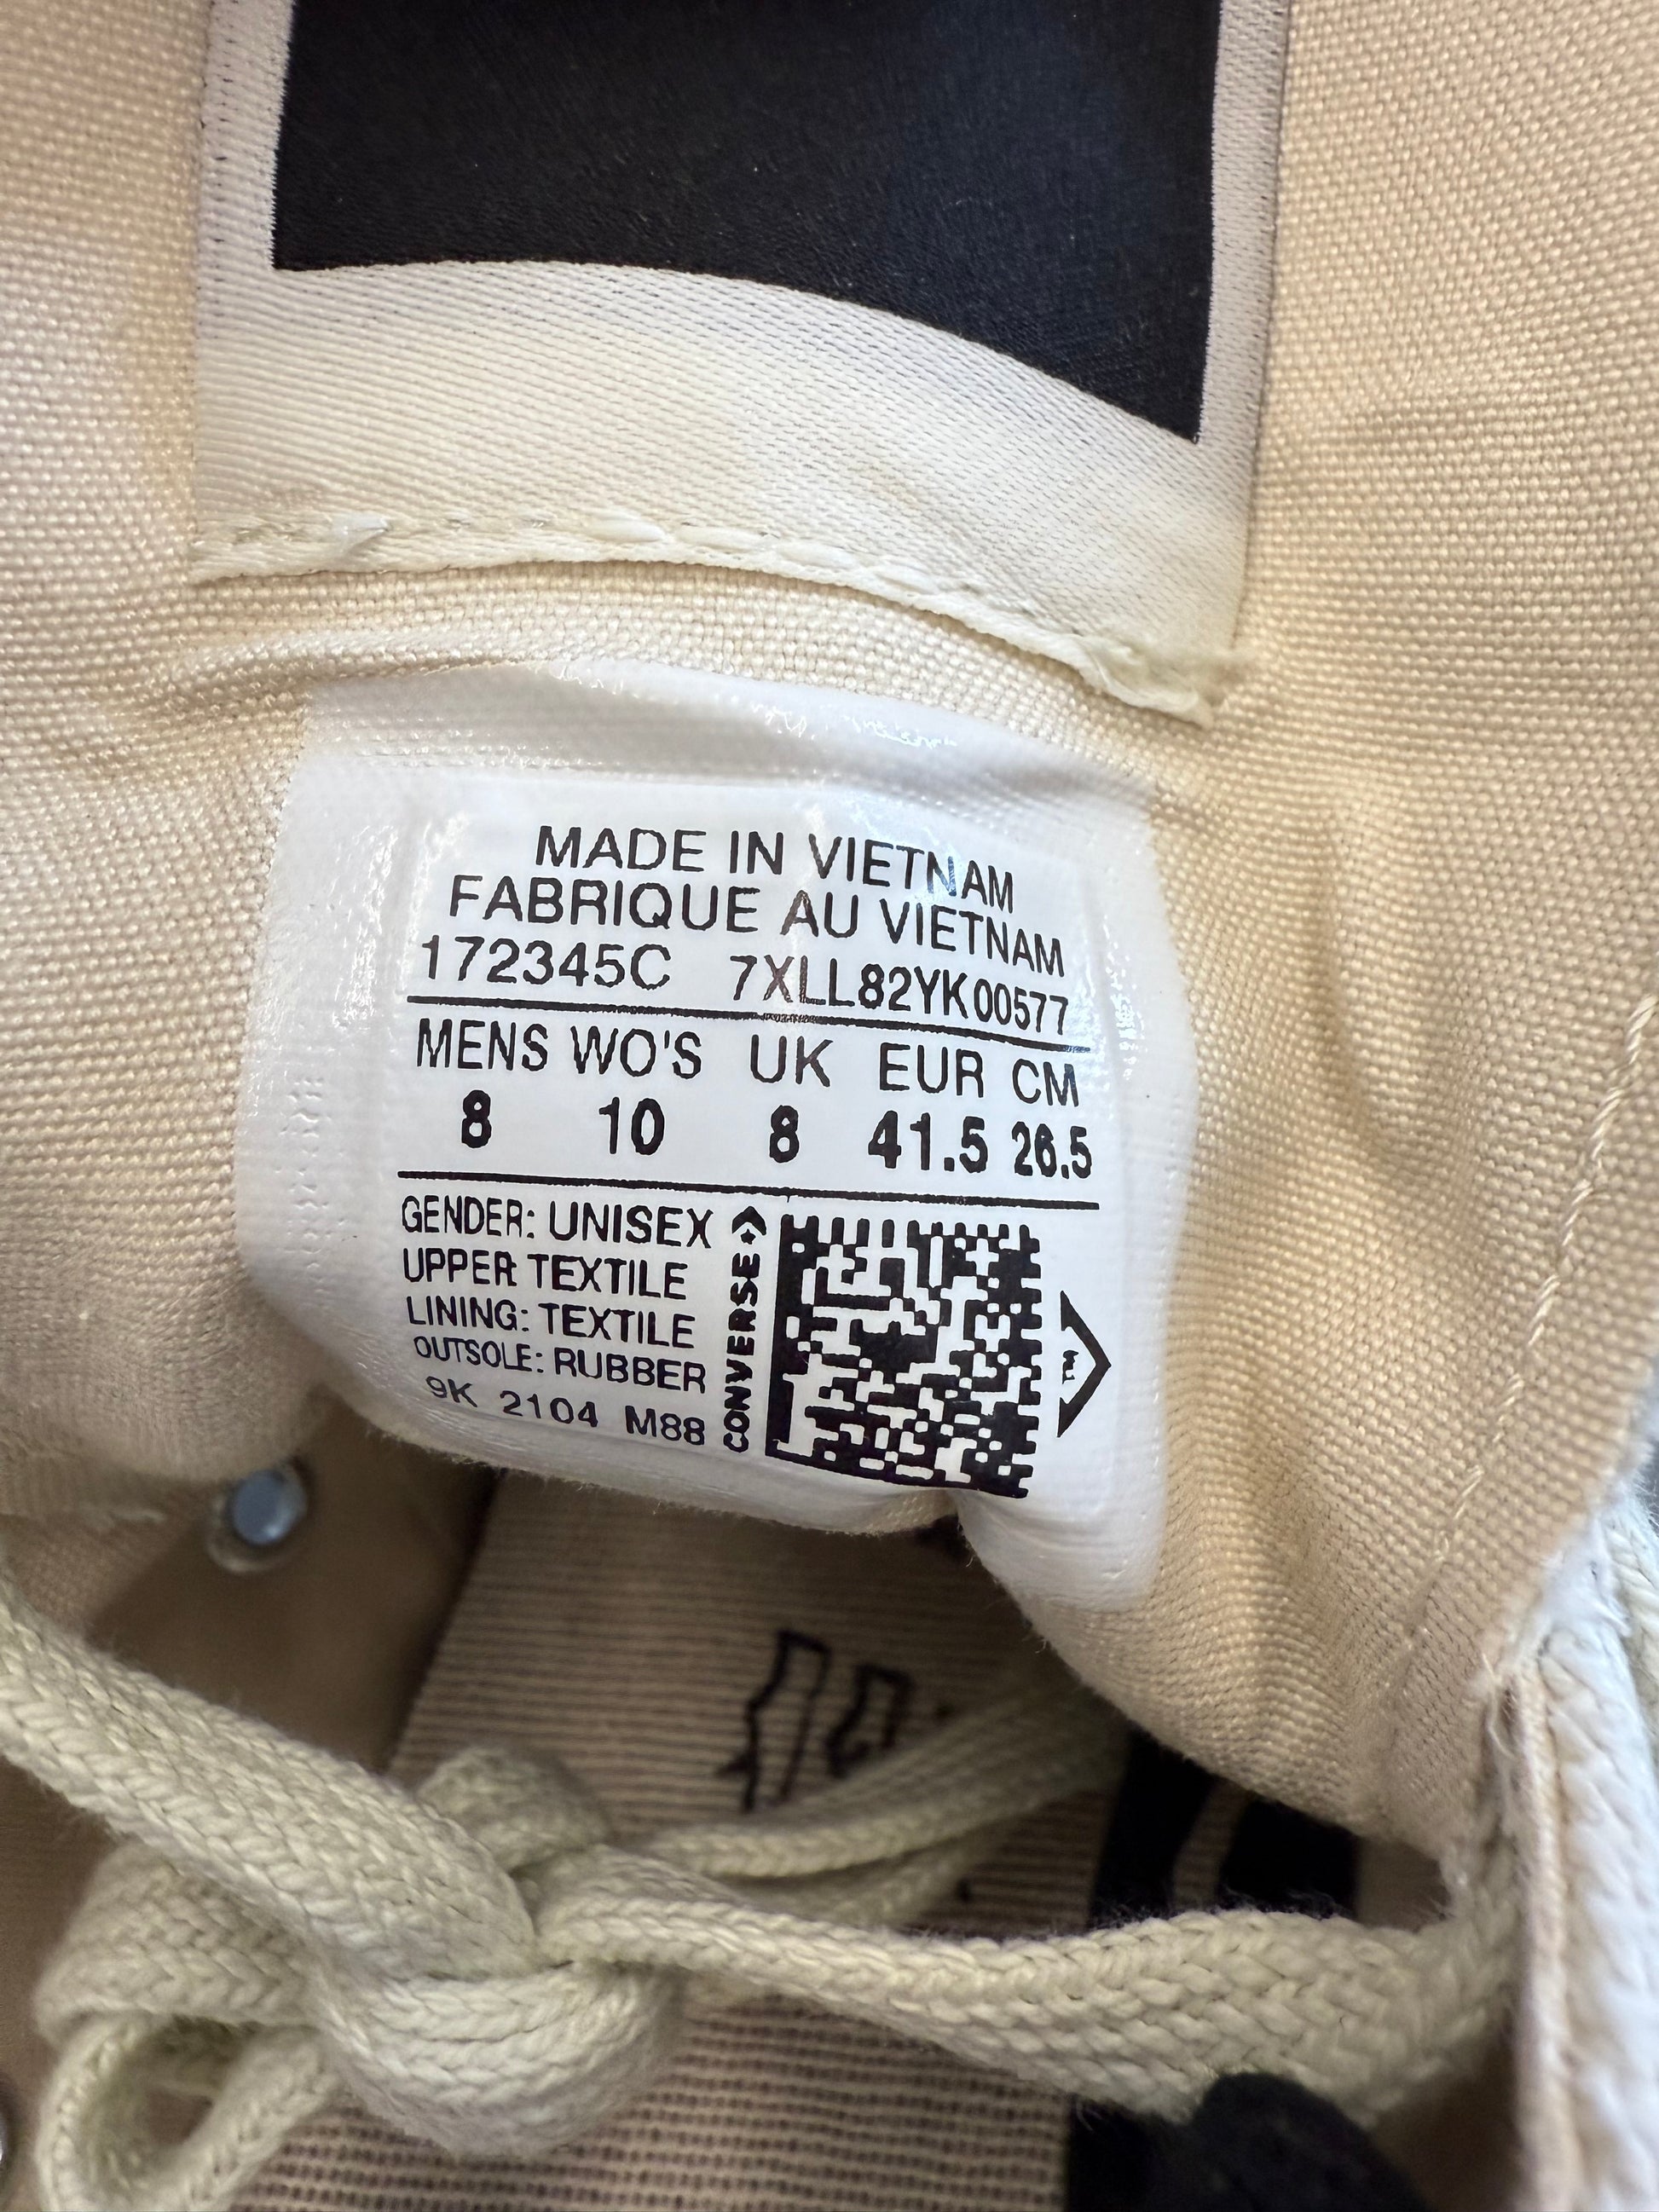 MADE IN VIETNAM
FABRIQUE AU VIETNAM
172345C 7XLL82YK00577
MENS WO'S UK EUR CM
8 10 8 41.5 26.5
GENDER: UNISEX
UPPER: TEXTILE
LINING: TEXTILE
OUTSOLE: RUBBER
9K 2104 M88
CONVERSE